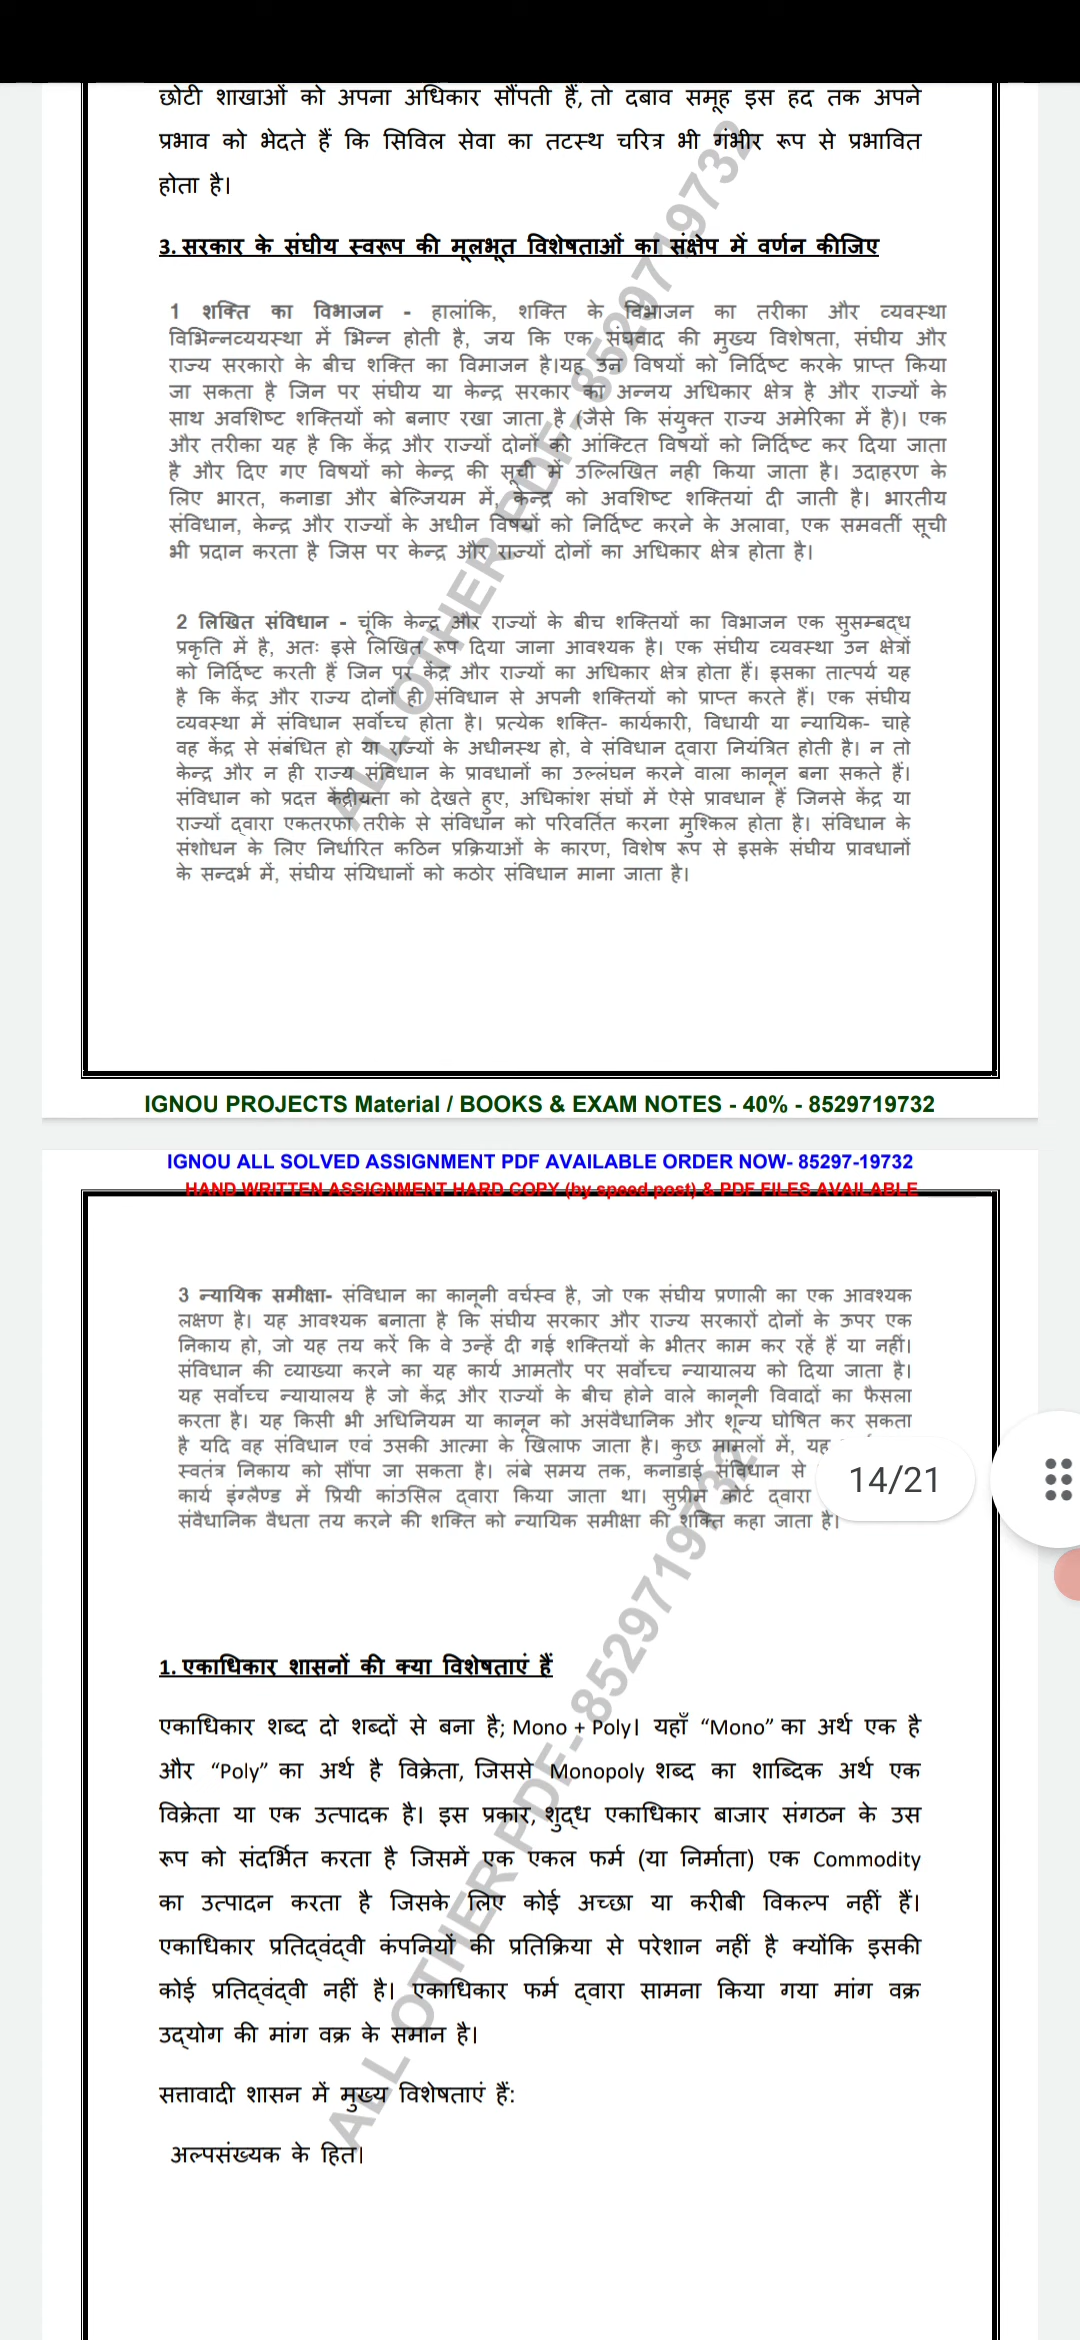 छोटी शाखाओं को अपना अधिकार सौंपती हैं, तो दबाव समूह इस हद तक अपने
प्रभाव को भेदते हैं कि सिविल सेवा का तटस्थ चरित्र भी गंभीर रूप से प्रभावित
होता है।
3. सरकार के संघीय स्वरूप की मूलभूत विशेषताओं का संक्षेप में वर्णन कीजिए
1 शक्ति का विभाजन - हालांकि, शक्ति के विभाजन का तरीका और व्यवस्था
विभिन्नव्ययस्था में भिन्न होती है, जय कि एक संघवाद की मुख्य विशेषता, संघीय और
राज्य सरकारो के बीच शक्ति का विमाजन है।यह उन विषयों को निर्दिष्ट करके प्राप्त किया
जा सकता है जिन पर संघीय या केन्द्र सरकार का अन्नय अधिकार क्षेत्र है और राज्यों के
साथ अवशिष्ट शक्तियों को बनाए रखा जाता है (जैसे कि संयुक्त राज्य अमेरिका में है)। एक
और तरीका यह है कि केंद्र और राज्यों दोनों को आंक्टित विषयों को निर्दिष्ट कर दिया जाता
है और दिए गए विषयों को केन्द्र की सूची में उल्लिखित नही किया जाता है। उदाहरण के
लिए भारत, कनाडा और बेल्जियम में, केन्द्र को अवशिष्ट शक्तियां दी जाती है। भारतीय
संविधान, केन्द्र और राज्यों के अधीन विषयों को निर्दिष्ट करने के अलावा, एक समवर्ती सूची
भी प्रदान करता है जिस पर केन्द्र और राज्यों दोनों का अधिकार क्षेत्र होता है।
2 लिखित संविधान - चूंकि केन्द्र और राज्यों के बीच शक्तियों का विभाजन एक सुसम्बद्ध
प्रकृति में है, अतः इसे लिखित रूप दिया जाना आवश्यक है। एक संघीय व्यवस्था उन क्षेत्रों
को निर्दिष्ट करती हैं जिन पर केंद्र और राज्यों का अधिकार क्षेत्र होता हैं। इसका तात्पर्य यह
है कि केंद्र और राज्य दोनों ही संविधान से अपनी शक्तियों को प्राप्त करते हैं। एक संघीय
व्यवस्था में संविधान सर्वोच्च होता है। प्रत्येक शक्ति- कार्यकारी, विधायी या न्यायिक- चाहे
वह केंद्र से संबंधित हो या राज्यों के अधीनस्थ हो, वे संविधान द्वारा नियंत्रित होती है। न तो
केन्द्र और न ही राज्य संविधान के प्रावधानों का उल्लंघन करने वाला कानून बना सकते हैं।
संविधान को प्रदत्त केंद्रीयता को देखते हुए, अधिकांश संघों में ऐसे प्रावधान हैं जिनसे केंद्र या
राज्यों द्वारा एकतरफा तरीके से संविधान को परिवर्तित करना मुश्किल होता है। संविधान के
संशोधन के लिए निर्धारित कठिन प्रक्रियाओं के कारण, विशेष रूप से इसके संघीय प्रावधानों
के सन्दर्भ में, संघीय संयिधानों को कठोर संविधान माना जाता है।
IGNOU PROJECTS Material / BOOKS & EXAM NOTES - 40% - 8529719732
IGNOU ALL SOLVED ASSIGNMENT PDF AVAILABLE ORDER NOW- 85297-19732
HAND WRITTEN ASSIGNMENT HARD COPY (by speed post) & PDF FILES AVAILABLE
3 न्यायिक समीक्षा- संविधान का कानूनी वर्चस्व है, जो एक संघीय प्रणाली का एक आवश्यक
लक्षण है। यह आवश्यक बनाता है कि संघीय सरकार और राज्य सरकारों दोनों के ऊपर एक
निकाय हो, जो यह तय करें कि वे उन्हें दी गई शक्तियों के भीतर काम कर रहें हैं या नहीं।
संविधान की व्याख्या करने का यह कार्य आमतौर पर सर्वोच्च न्यायालय को दिया जाता है।
यह सर्वोच्च न्यायालय है जो केंद्र और राज्यों के बीच होने वाले कानूनी विवादों का फैसला
करता है। यह किसी भी अधिनियम या कानून को असंवैधानिक और शून्य घोषित कर सकता
है यदि वह संविधान एवं उसकी आत्मा के खिलाफ जाता है। कुछ मामलों में, यह
स्वतंत्र निकाय को सौंपा जा सकता है। लंबे समय तक, कनाडाई संविधान से
कार्य इंग्लैण्ड में प्रियी कांउसिल द्वारा किया जाता था। सुप्रीम कोर्ट द्वारा
संवैधानिक वैधता तय करने की शक्ति को न्यायिक समीक्षा की शक्ति कहा जाता है।
14/21
1. एकाधिकार शासनों की क्या विशेषताएं हैं
एकाधिकार शब्द दो शब्दों से बना है; Mono + Poly। यहाँ “Mono” का अर्थ एक है
और “Poly” का अर्थ है विक्रेता, जिससे Monopoly शब्द का शाब्दिक अर्थ एक
विक्रेता या एक उत्पादक है। इस प्रकार, शुद्ध एकाधिकार बाजार संगठन के उस
रूप को संदर्भित करता है जिसमें एक एकल फर्म (या निर्माता) एक Commodity
का उत्पादन करता है जिसके लिए कोई अच्छा या करीबी विकल्प नहीं हैं।
एकाधिकार प्रतिद्वंद्वी कंपनियों की प्रतिक्रिया से परेशान नहीं है क्योंकि इसकी
कोई प्रतिद्वंद्वी नहीं है। एकाधिकार फर्म द्वारा सामना किया गया मांग वक्र
उद्योग की मांग वक्र के समान है।
सत्तावादी शासन में मुख्य विशेषताएं हैं:
अल्पसंख्यक के हित।
ALL OTHER PDF- 8529719732
ALL OTHER PDF- 8529719732